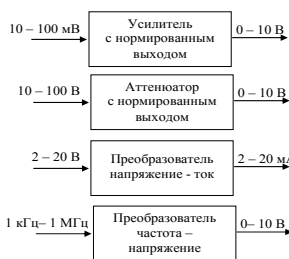 10 – 100 мВ
Усилитель
с нормированным
выходом
0 – 10 В
10 – 100 В
Аттенюатор
с нормированным
выходом
0 – 10 В
2 – 20 В
Преобразователь
напряжение - ток
2 – 20 мА
1 кГц– 1 МГц
Преобразователь
частота –
напряжение
0– 10 В